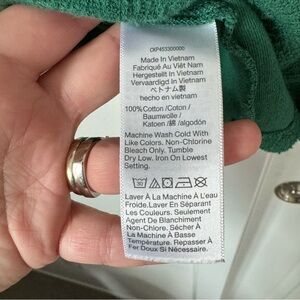 CKP455300000
Made In Vietnam
Fabriqué Au Viêt Nam
Hergestellt In Vietnam
Vervaardigd In Vietnam
ベトナム製
hecho en vietnam
100%Cotton /Coton /
Baumwolle /
Katoen /綿 /algodón
Machine Wash Cold With
Like Colors. Non-Chlorine
Bleach Only. Tumble
Dry Low. Iron On Lowest
Setting.
Laver À La Machine À L'eau
Froide.Laver En Séparant
Les Couleurs. Seulement
Agent De Blanchiment
Non-Chlore. Sécher À
La Machine À Basse
Température. Repasser À
Fer Doux Si Nécessaire.